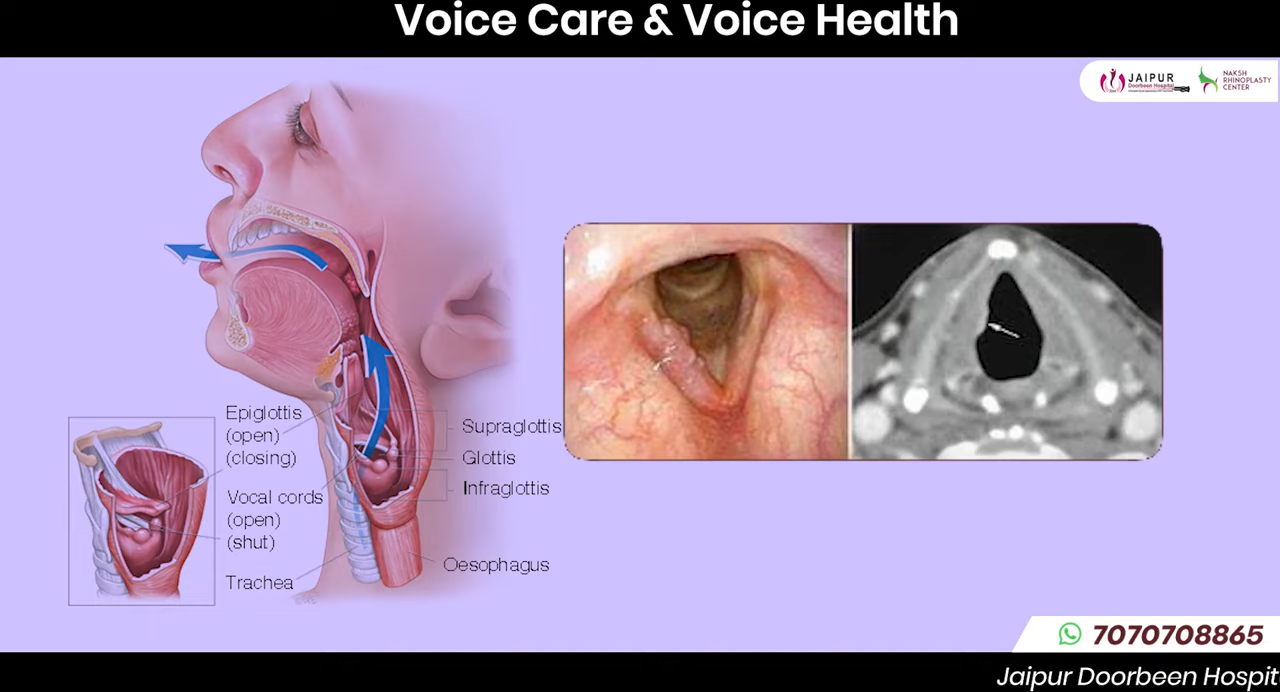 Voice Care & Voice Health
JAIPUR
Doorbeen Hospital
NAKSH
RHINOPLASTY
CENTER
Epiglottis
(open)
(closing)
Vocal cords
(open)
(shut)
Trachea
Supraglottis
Glottis
Infraglottis
Oesophagus
7070708865
Jaipur Doorbeen Hospit